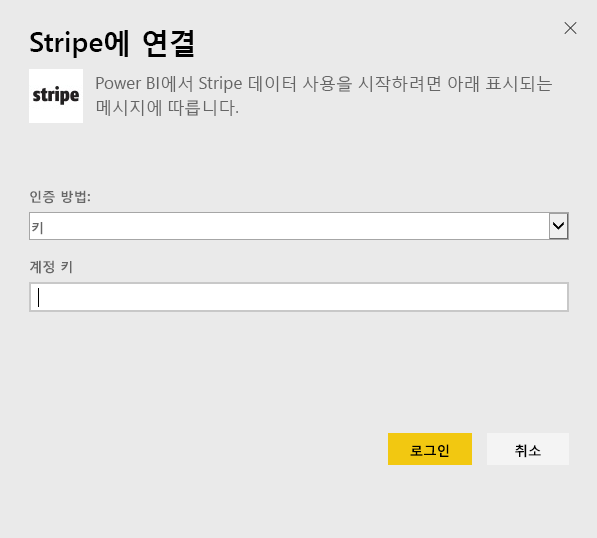 Stripe에 연결
stripe
Power BI에서 Stripe 데이터 사용을 시작하려면 아래 표시되는
메시지에 따릅니다.
인증 방법:
키
계정 키
로그인
취소